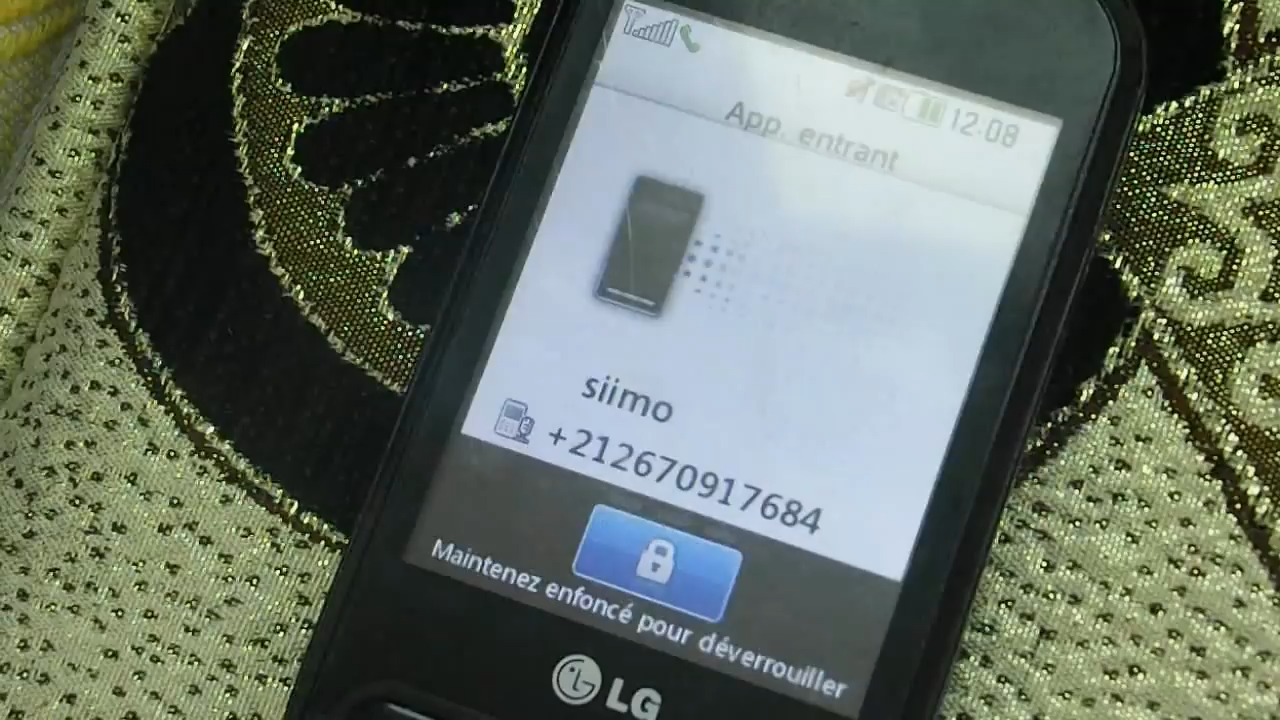 12:08
App. entrant
siimo
+212670917684
Maintenez enfoncé pour déverrouiller
LG